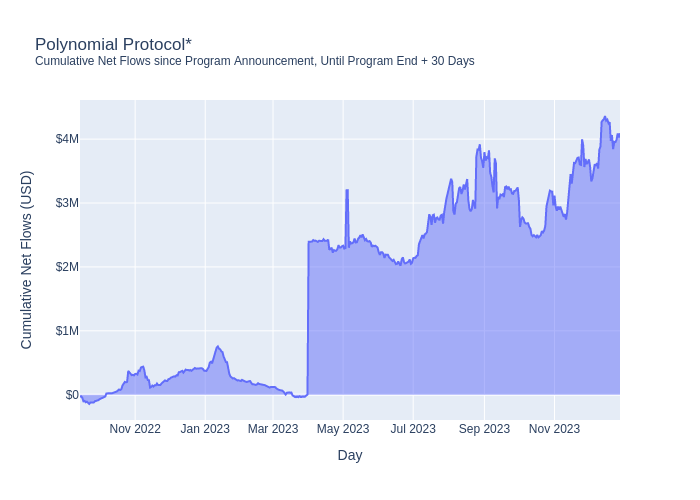 Polynomial Protocol*
Cumulative Net Flows since Program Announcement, Until Program End + 30 Days
Cumulative Net Flows (USD)
$4M
$3M
$2M
$1M
$0
Nov 2022 Jan 2023 Mar 2023 May 2023 Jul 2023 Sep 2023 Nov 2023
Day